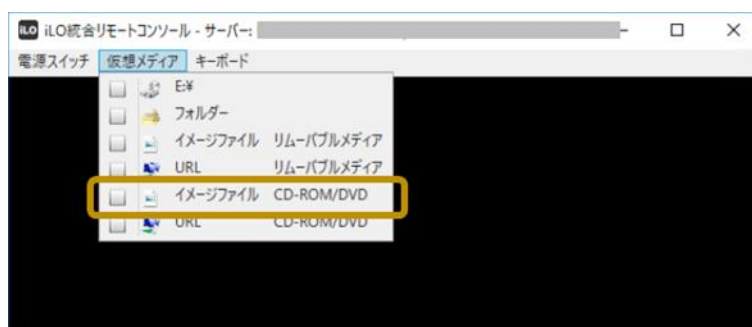 iLO iLO統合リモートコンソール - サーバー:
電源スイッチ 仮想メディア キーボード
E:¥
フォルダー
イメージファイル リムーバブルメディア
URL リムーバブルメディア
イメージファイル CD-ROM/DVD
URL CD-ROM/DVD